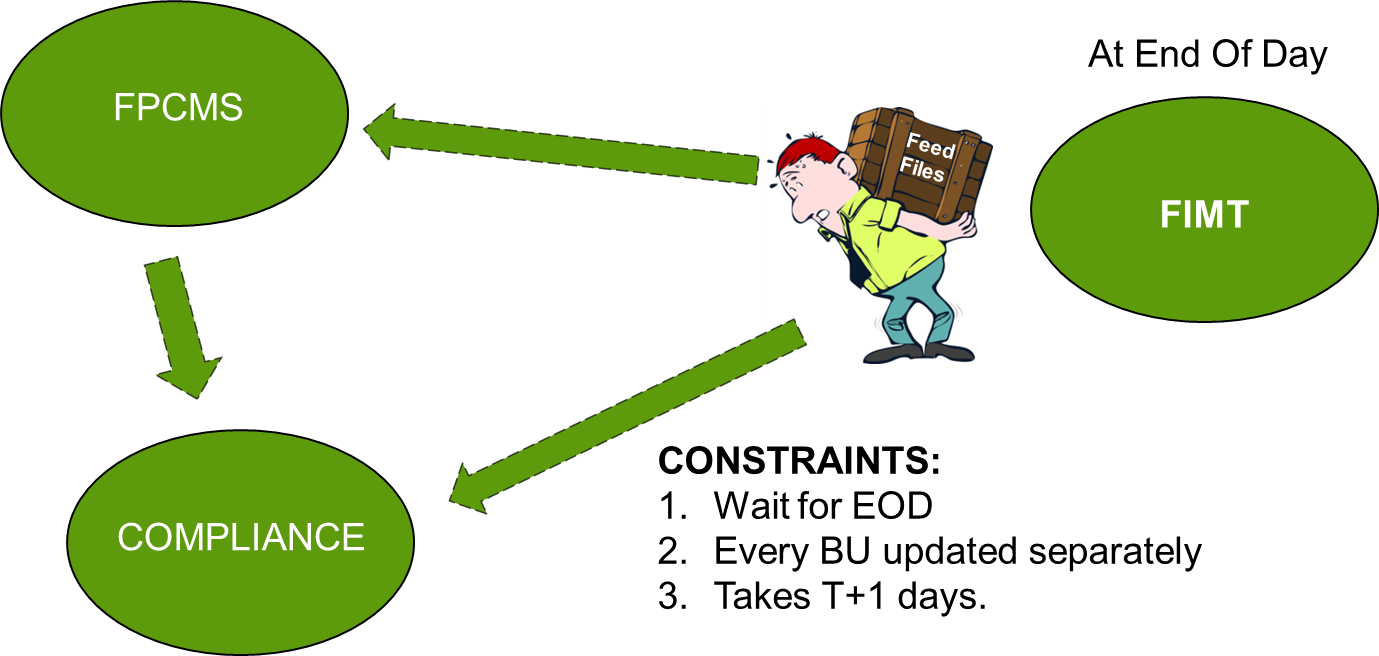 At End Of Day
FPCMS
Feed
Files
FIMT
COMPLIANCE
CONSTRAINTS:
1. Wait for EOD
2. Every BU updated separately
3. Takes T+1 days.